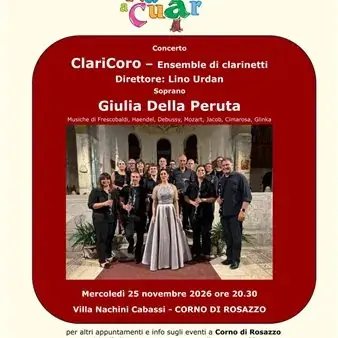 a Cuar
Concerto
ClariCoro – Ensemble di clarinetti
Direttore: Lino Urdan
Soprano
Giulia Della Peruta
Musiche di Frescobaldi, Haendel, Debussy, Mozart, Jacob, Cimarosa, Glinka
Mercoledì 25 novembre 2026 ore 20.30
Villa Nachini Cabassi - CORNO DI ROSAZZO
per altri appuntamenti e info sugli eventi a Corno di Rosazzo